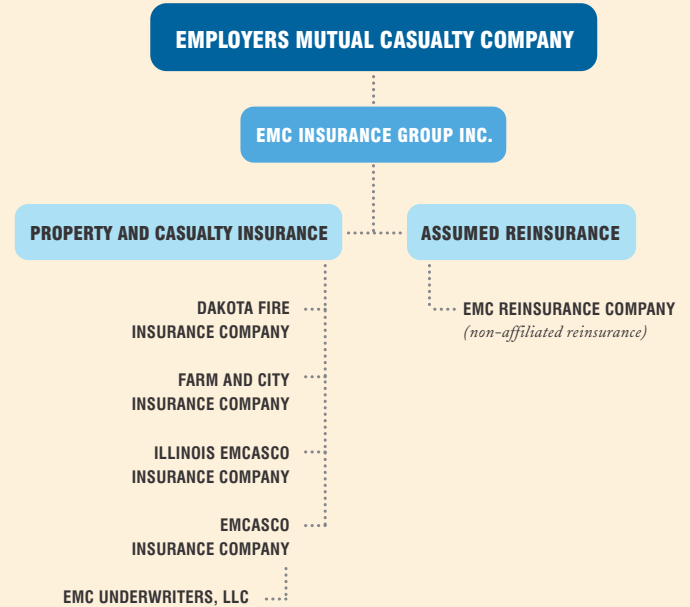 EMPLOYERS MUTUAL CASUALTY COMPANY
EMC INSURANCE GROUP INC.
PROPERTY AND CASUALTY INSURANCE
ASSUMED REINSURANCE
DAKOTA FIRE
INSURANCE COMPANY
FARM AND CITY
INSURANCE COMPANY
ILLINOIS EMCASCO
INSURANCE COMPANY
EMCASCO
INSURANCE COMPANY
EMC UNDERWRITERS, LLC
EMC REINSURANCE COMPANY
(non-affiliated reinsurance)